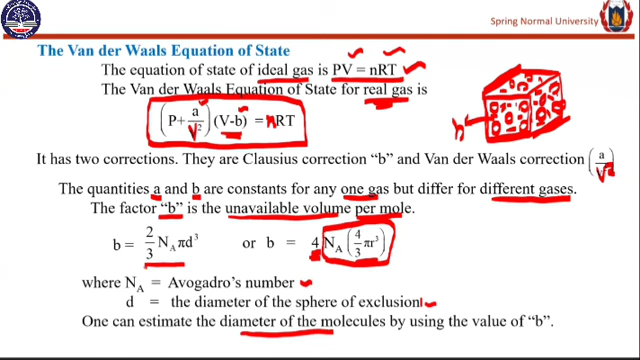 Spring Normal University
The Van der Waals Equation of State
The equation of state of ideal gas is PV = nRT
The Van der Waals Equation of State for real gas is
(P+ a/V²) (V-b) = nRT
b
It has two corrections. They are Clausius correction “b” and Van der Waals correction (a/V²)
The quantities a and b are constants for any one gas but differ for different gases.
The factor “b” is the unavailable volume per mole.
b = 2/3 N_A πd³ or b = 4 N_A (4/3 πr³)
where N_A = Avogadro's number
d = the diameter of the sphere of exclusion
One can estimate the diameter of the molecules by using the value of “b”.